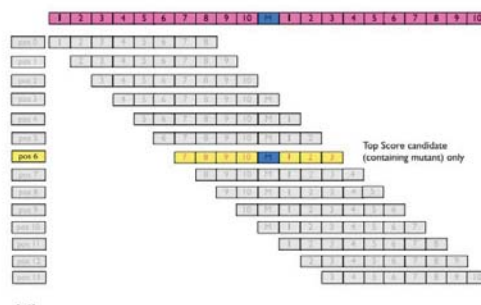 1 2 3 4 5 6 7 8 9 10 M 1 2 3 4 5 6 7 8 9 10
pos 0 1 2 3 4 5 6 7 8
pos 1 2 3 4 5 6 7 8 9
pos 2 3 4 5 6 7 8 9 10
pos 3 4 5 6 7 8 9 10 M
pos 4 5 6 7 8 9 10 M 1
pos 5 6 7 8 9 10 M 1 2
pos 6 7 8 9 10 M 1 2 3
Top Score candidate
(containing mutant) only
pos 7 8 9 10 M 1 2 3 4
pos 8 9 10 M 1 2 3 4 5
pos 9 10 M 1 2 3 4 5 6
pos 10 M 1 2 3 4 5 6 7
pos 11 1 2 3 4 5 6 7 8
pos 12 2 3 4 5 6 7 8 9
pos 13 3 4 5 6 7 8 9 10